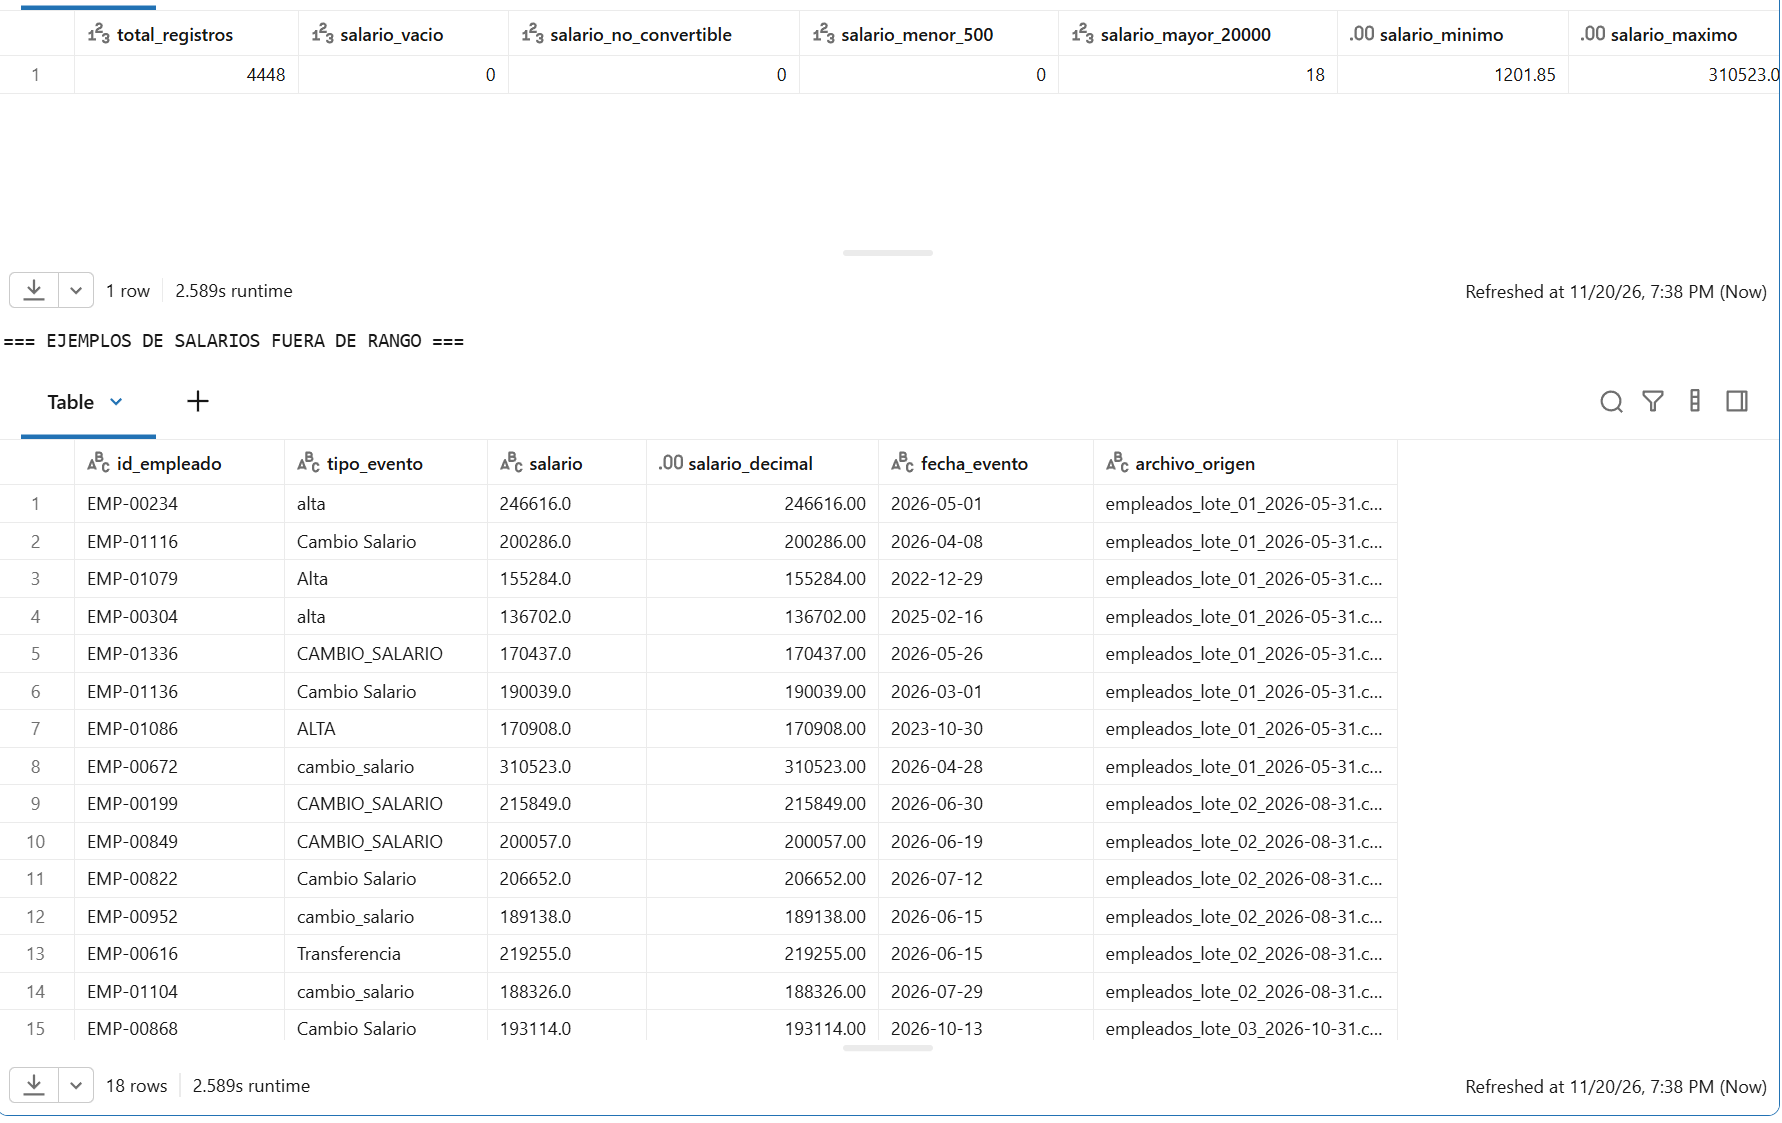 total_registros salario_vacio salario_no_convertible salario_menor_500 salario_mayor_20000 .00 salario_minimo .00 salario_maximo
1 4448 0 0 0 18 1201.85 310523.0
1 row 2.589s runtime Refreshed at 11/20/26, 7:38 PM (Now)
=== EJEMPLOS DE SALARIOS FUERA DE RANGO ===
Table +
id_empleado tipo_evento salario .00 salario_decimal fecha_evento archivo_origen
1 EMP-00234 alta 246616.0 246616.00 2026-05-01 empleados_lote_01_2026-05-31.c...
2 EMP-01116 Cambio Salario 200286.0 200286.00 2026-04-08 empleados_lote_01_2026-05-31.c...
3 EMP-01079 Alta 155284.0 155284.00 2022-12-29 empleados_lote_01_2026-05-31.c...
4 EMP-00304 alta 136702.0 136702.00 2025-02-16 empleados_lote_01_2026-05-31.c...
5 EMP-01336 CAMBIO_SALARIO 170437.0 170437.00 2026-05-26 empleados_lote_01_2026-05-31.c...
6 EMP-01136 Cambio Salario 190039.0 190039.00 2026-03-01 empleados_lote_01_2026-05-31.c...
7 EMP-01086 ALTA 170908.0 170908.00 2023-10-30 empleados_lote_01_2026-05-31.c...
8 EMP-00672 cambio_salario 310523.0 310523.00 2026-04-28 empleados_lote_01_2026-05-31.c...
9 EMP-00199 CAMBIO_SALARIO 215849.0 215849.00 2026-06-30 empleados_lote_02_2026-08-31.c...
10 EMP-00849 CAMBIO_SALARIO 200057.0 200057.00 2026-06-19 empleados_lote_02_2026-08-31.c...
11 EMP-00822 Cambio Salario 206652.0 206652.00 2026-07-12 empleados_lote_02_2026-08-31.c...
12 EMP-00952 cambio_salario 189138.0 189138.00 2026-06-15 empleados_lote_02_2026-08-31.c...
13 EMP-00616 Transferencia 219255.0 219255.00 2026-06-15 empleados_lote_02_2026-08-31.c...
14 EMP-01104 cambio_salario 188326.0 188326.00 2026-07-29 empleados_lote_02_2026-08-31.c...
15 EMP-00868 Cambio Salario 193114.0 193114.00 2026-10-13 empleados_lote_03_2026-10-31.c...
18 rows 2.589s runtime Refreshed at 11/20/26, 7:38 PM (Now)